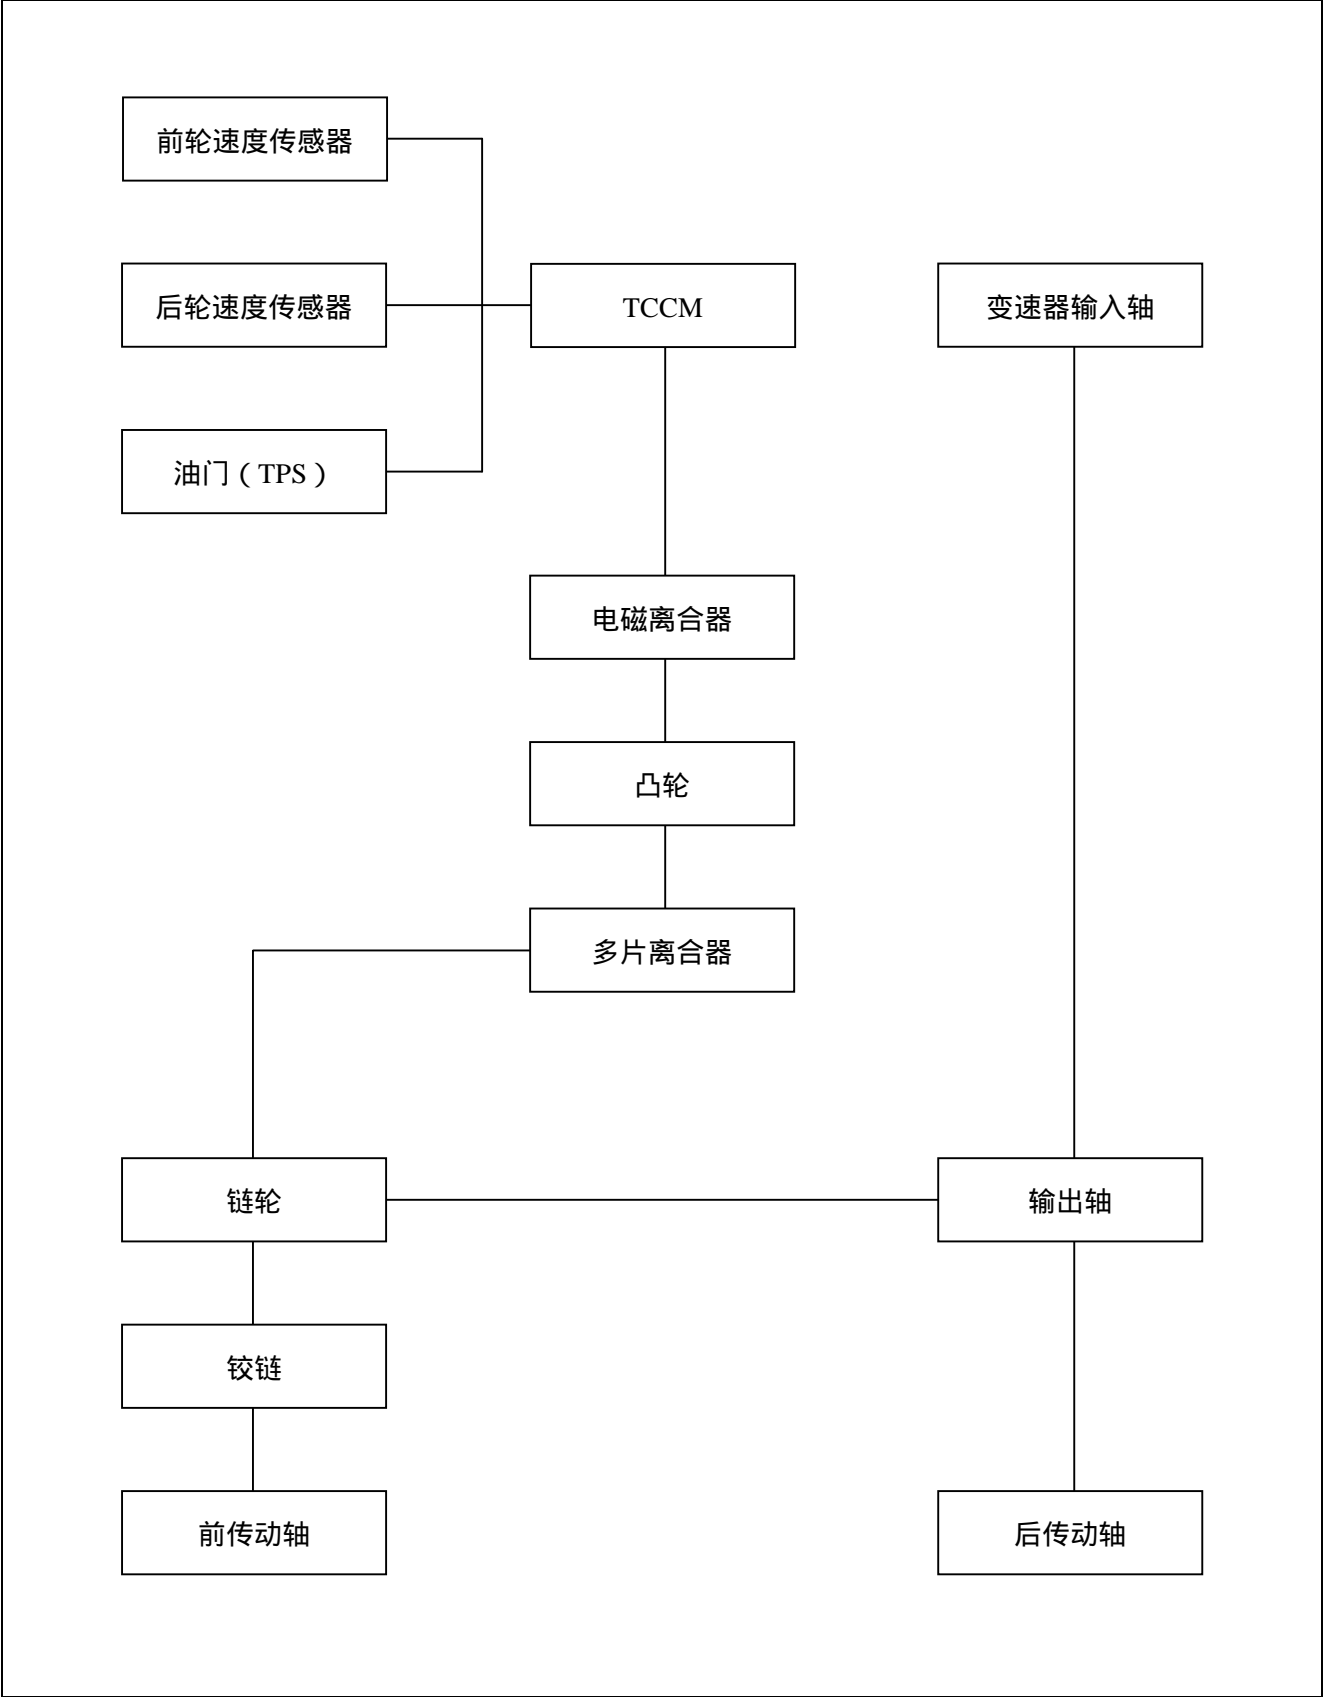 前轮速度传感器
后轮速度传感器
TCCM
变速器输入轴
油门（TPS）
电磁离合器
凸轮
多片离合器
链轮
输出轴
铰链
前传动轴
后传动轴